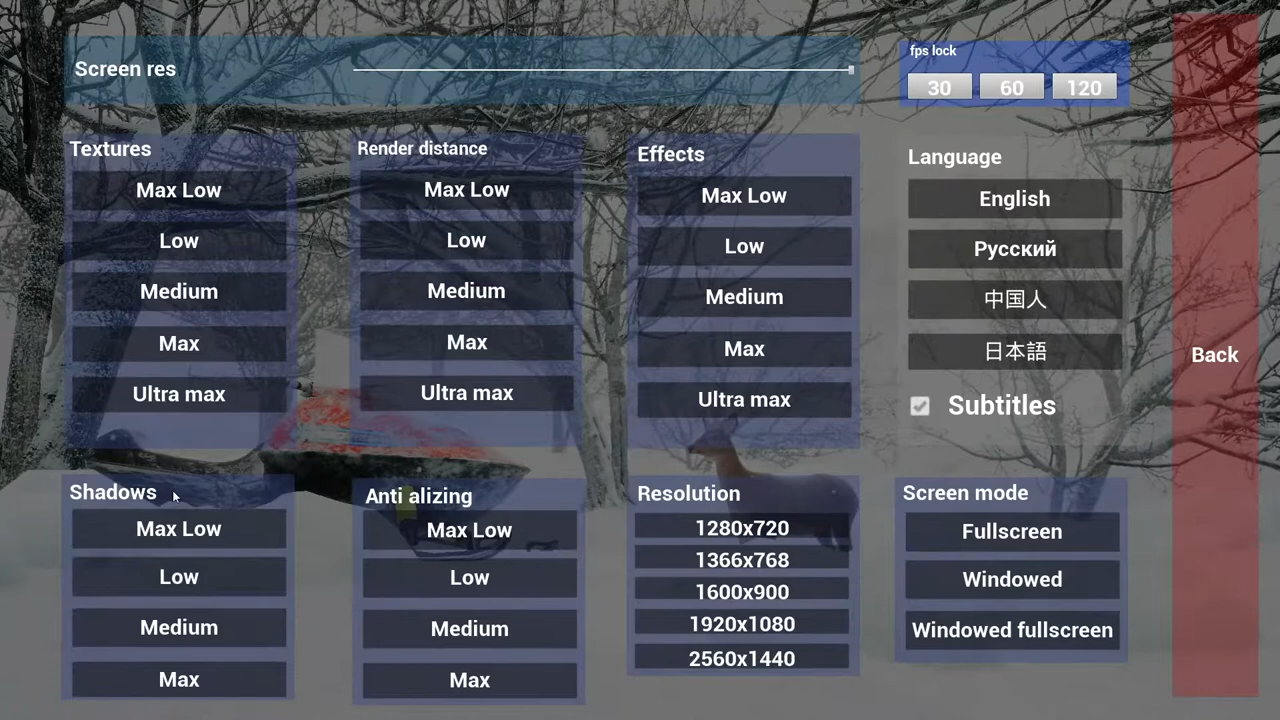 Screen res
fps lock
30 60 120
Textures
Max Low
Low
Medium
Max
Ultra max
Render distance
Max Low
Low
Medium
Max
Ultra max
Effects
Max Low
Low
Medium
Max
Ultra max
Language
English
Русский
中国人
日本語
Subtitles
Back
Shadows
Max Low
Low
Medium
Max
Anti alizing
Max Low
Low
Medium
Max
Resolution
1280x720
1366x768
1600x900
1920x1080
2560x1440
Screen mode
Fullscreen
Windowed
Windowed fullscreen